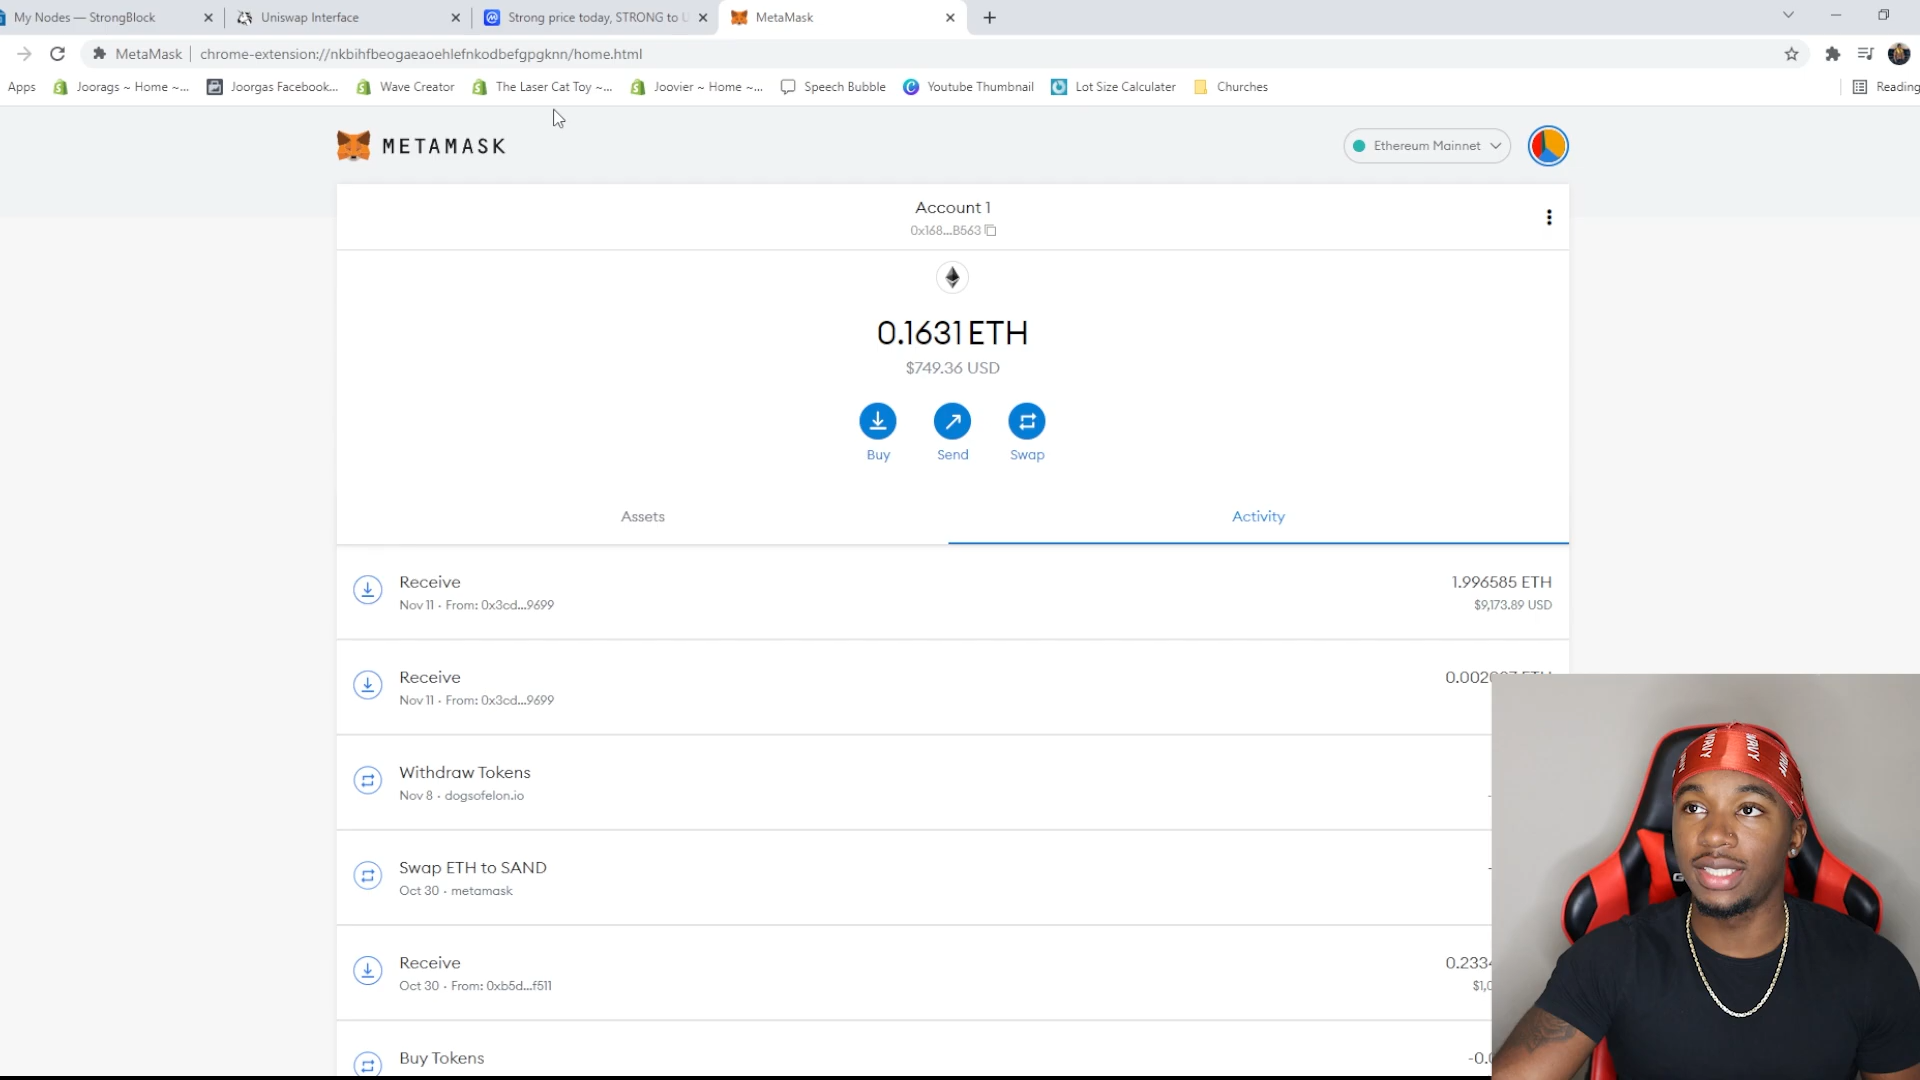 My Nodes — StrongBlock
Uniswap Interface
Strong price today, STRONG to U
MetaMask
MetaMask
chrome-extension://nkbihfbeogaeaoehlefnkodbefgpgknn/home.html
Apps
Joorags ~ Home ~...
Joorgas Facebook...
Wave Creator
The Laser Cat Toy ~...
Joovier ~ Home ~...
Speech Bubble
Youtube Thumbnail
Lot Size Calculater
Churches
Reading
METAMASK
Ethereum Mainnet
Account 1
0x168...B563
0.1631 ETH
$749.36 USD
Buy
Send
Swap
Assets
Activity
Receive
1.996585 ETH
Nov 11 · From: 0x3cd...9699
$9,173.89 USD
Receive
Nov 11 · From: 0x3cd...9699
Withdraw Tokens
Nov 8 · dogsofelon.io
Swap ETH to SAND
Oct 30 · metamask
Receive
Oct 30 · From: 0xb5d...f511
Buy Tokens